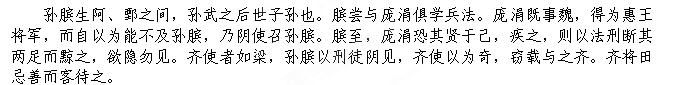 孙膑生阿、鄄之间，孙武之后世子孙也。膑尝与庞涓俱学兵法。庞涓既事魏，得为惠王
将军，而自以为能不及孙膑，乃阴使召孙膑。膑至，庞涓恐其贤于己，疾之，则以法刑断其
两足而黥之，欲隐勿见。齐使者如梁，孙膑以刑徒阴见，齐使以为奇，窃载与之齐。齐将田
忌善而客待之。